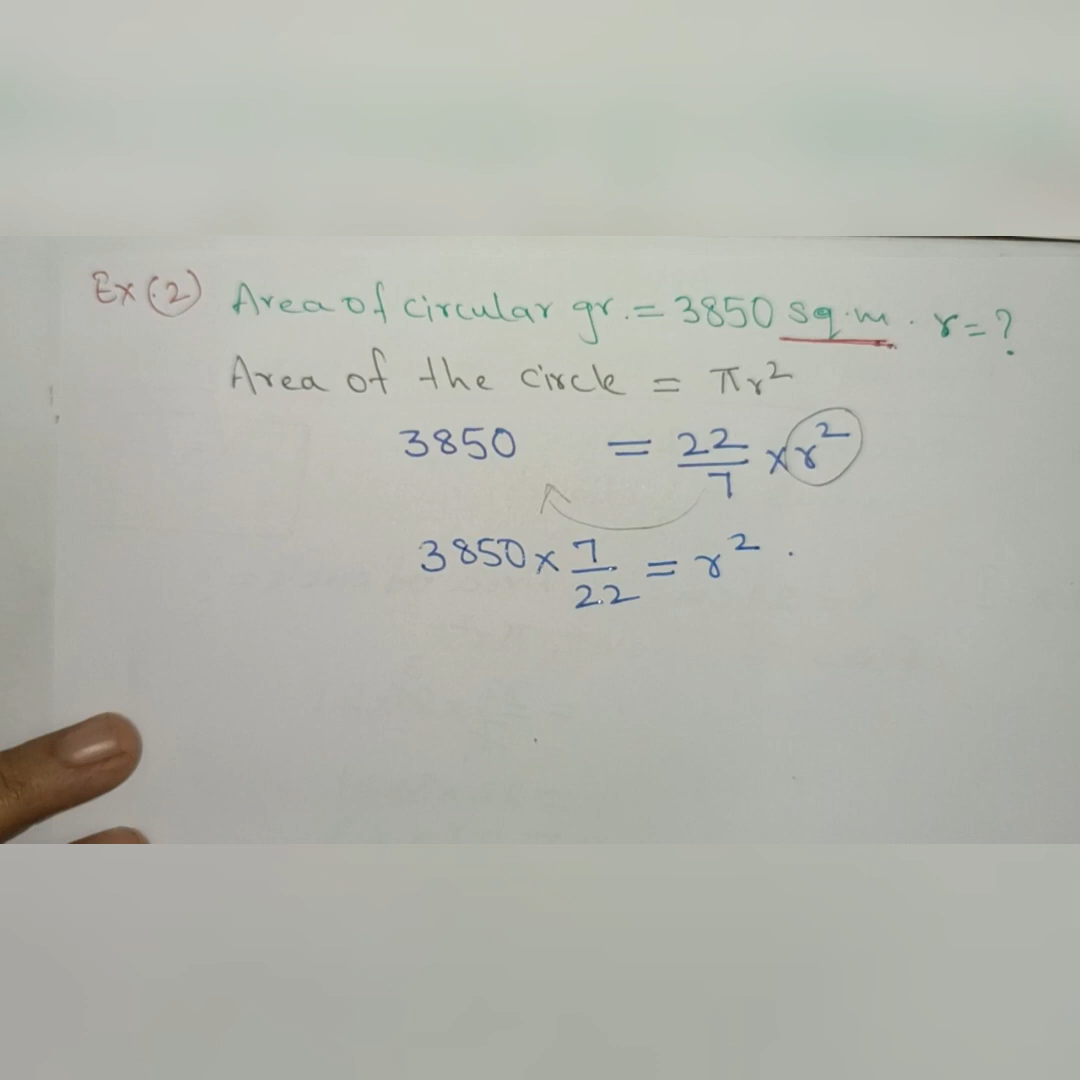 Ex(2) Area of circular gr. = 3850 sq.m. r=?
Area of the circle = πr²
3850 = 22/7 × r²
3850 × 7/22 = r².